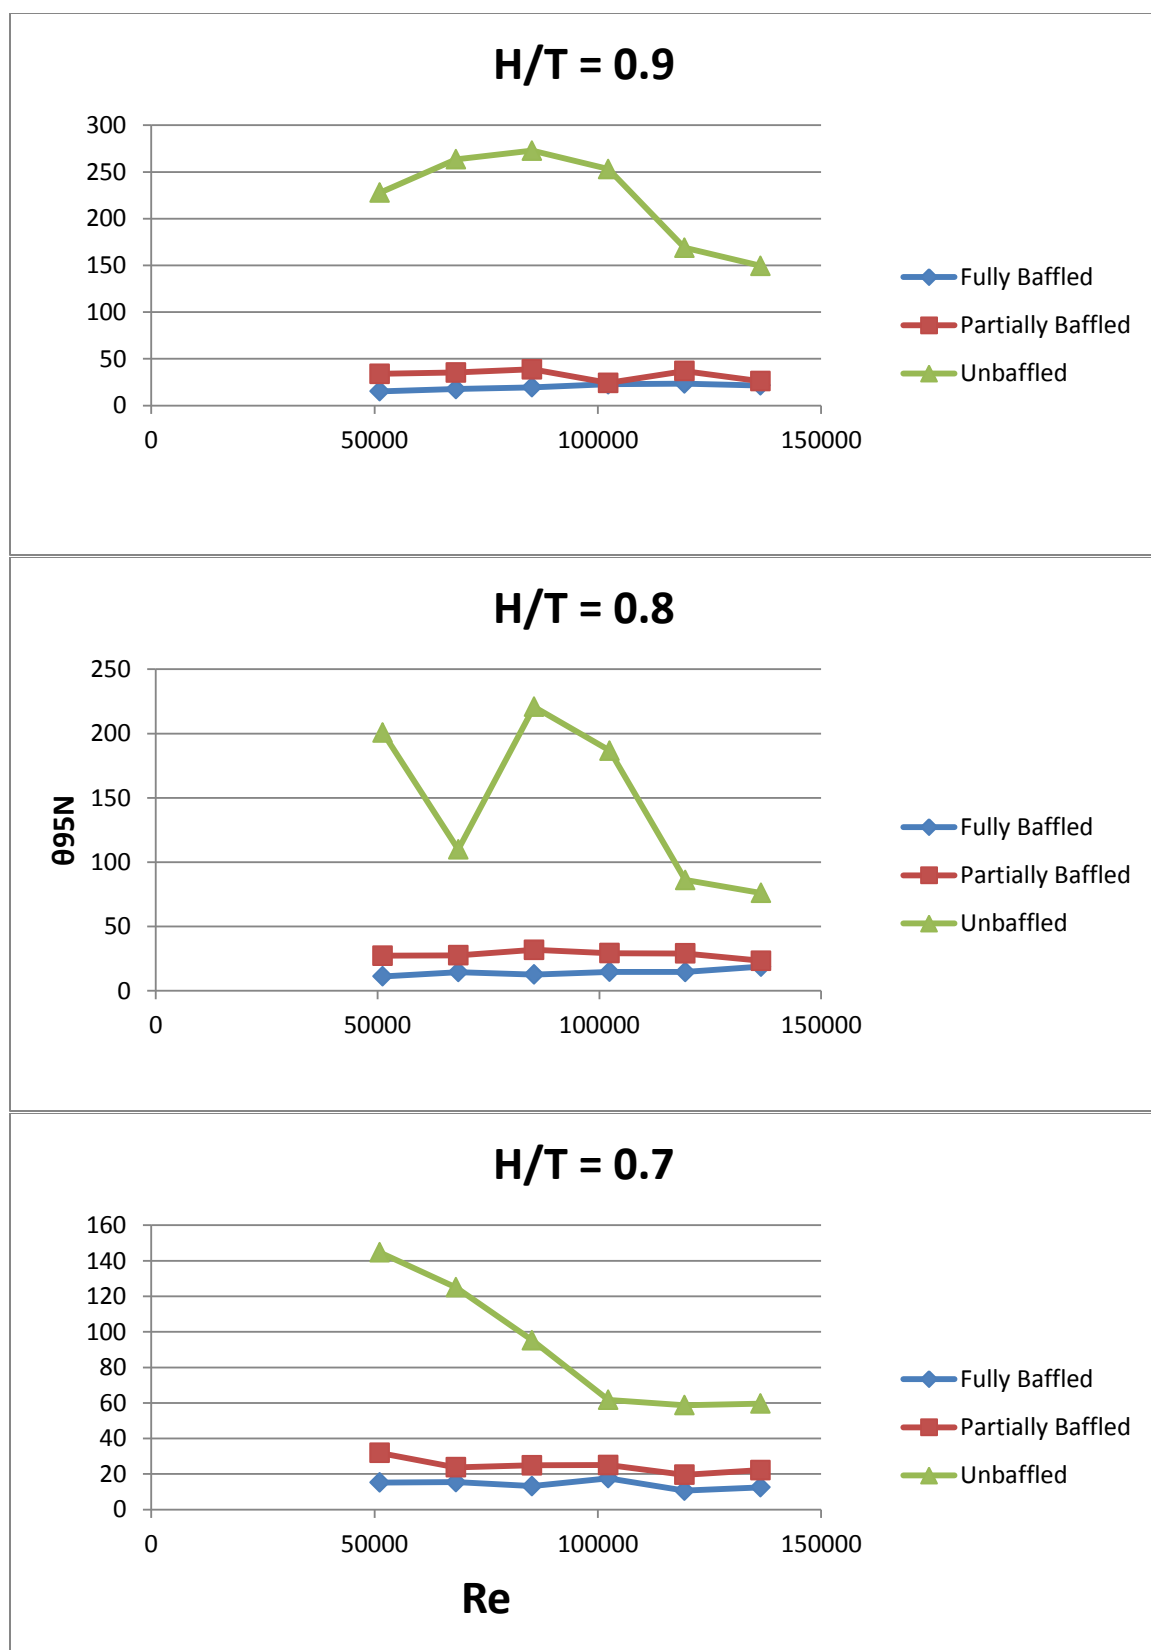 H/T = 0.9
300
250
200
150
100
50
0
0 50000 100000 150000
Fully Baffled
Partially Baffled
Unbaffled
H/T = 0.8
θ95N
250
200
150
100
50
0
0 50000 100000 150000
Fully Baffled
Partially Baffled
Unbaffled
H/T = 0.7
160
140
120
100
80
60
40
20
0
0 50000 100000 150000
Fully Baffled
Partially Baffled
Unbaffled
Re